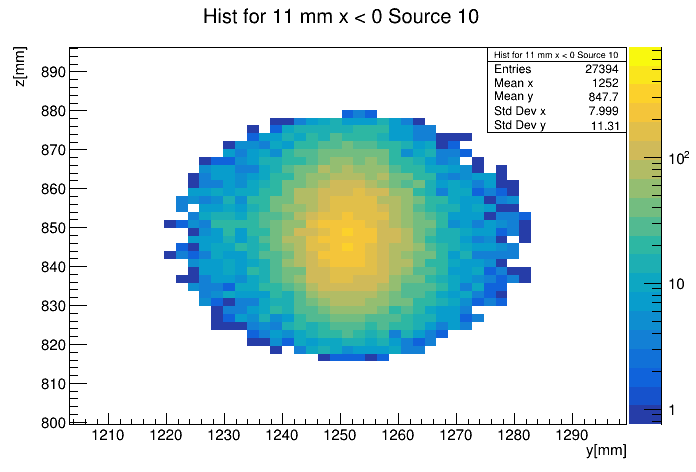 Hist for 11 mm x < 0 Source 10
z[mm]
Hist for 11 mm x < 0 Source 10
Entries 27394
Mean x 1252
Mean y 847.7
Std Dev x 7.999
Std Dev y 11.31
890
880
870
860
850
840
830
820
810
800
1210 1220 1230 1240 1250 1260 1270 1280 1290
y[mm]
10²
10
1